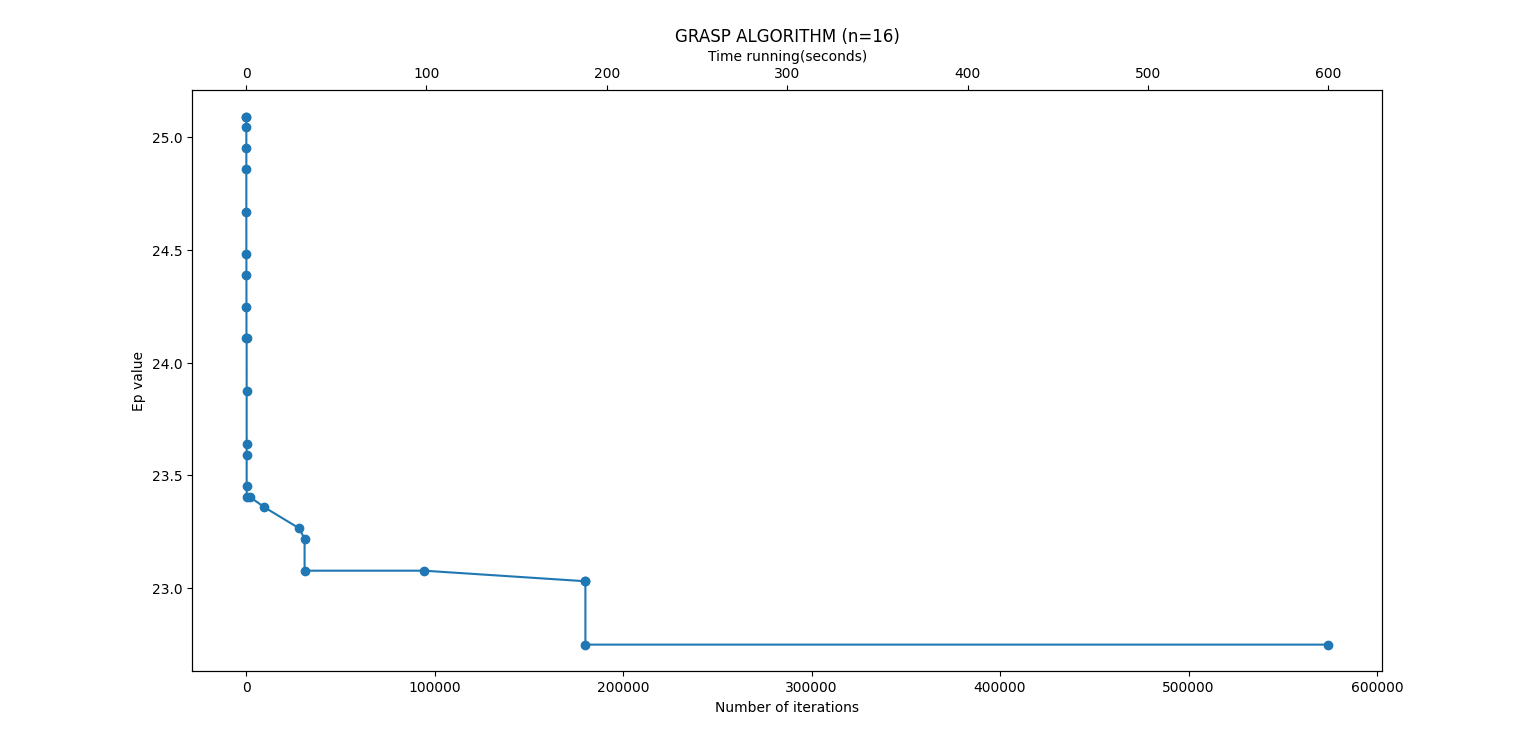 GRASP ALGORITHM (n=16)
Time running(seconds)
0 100 200 300 400 500 600
25.0
24.5
24.0
23.5
23.0
Ep value
0 100000 200000 300000 400000 500000 600000
Number of iterations